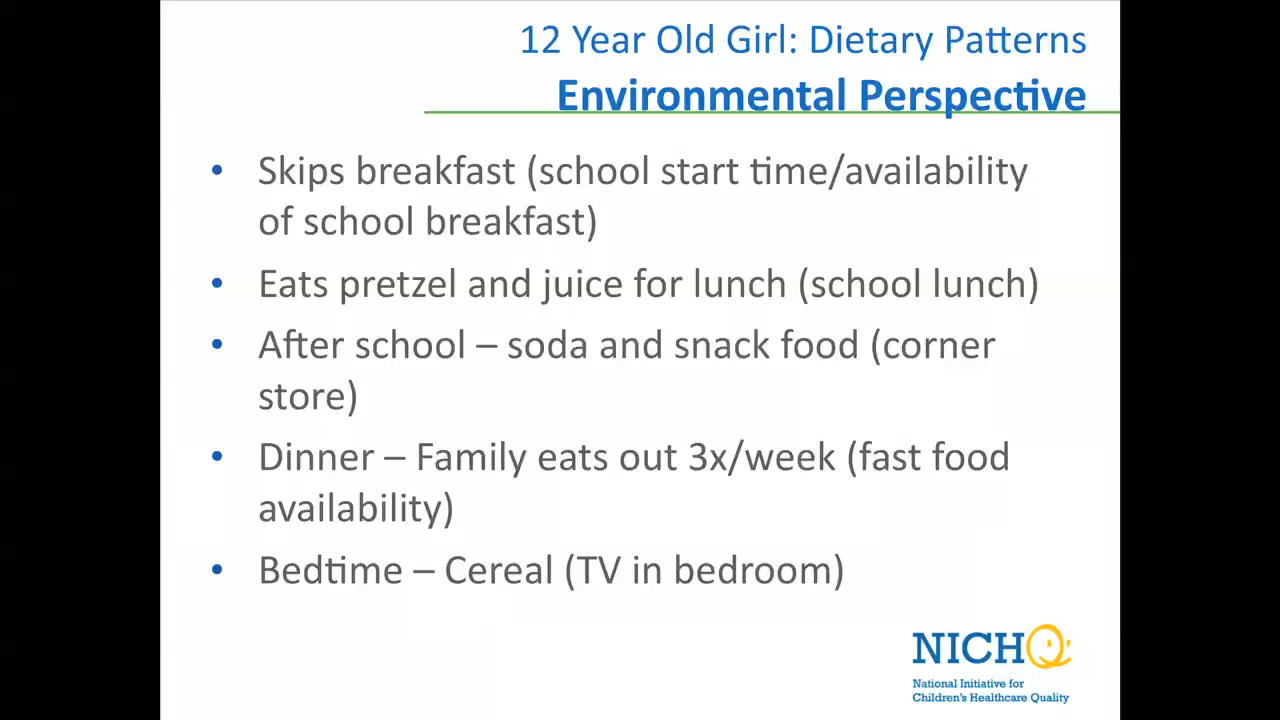 12 Year Old Girl: Dietary Patterns
Environmental Perspective
• Skips breakfast (school start time/availability
of school breakfast)
• Eats pretzel and juice for lunch (school lunch)
• After school – soda and snack food (corner
store)
• Dinner – Family eats out 3x/week (fast food
availability)
• Bedtime – Cereal (TV in bedroom)
NICHQ
National Initiative for
Children's Healthcare Quality